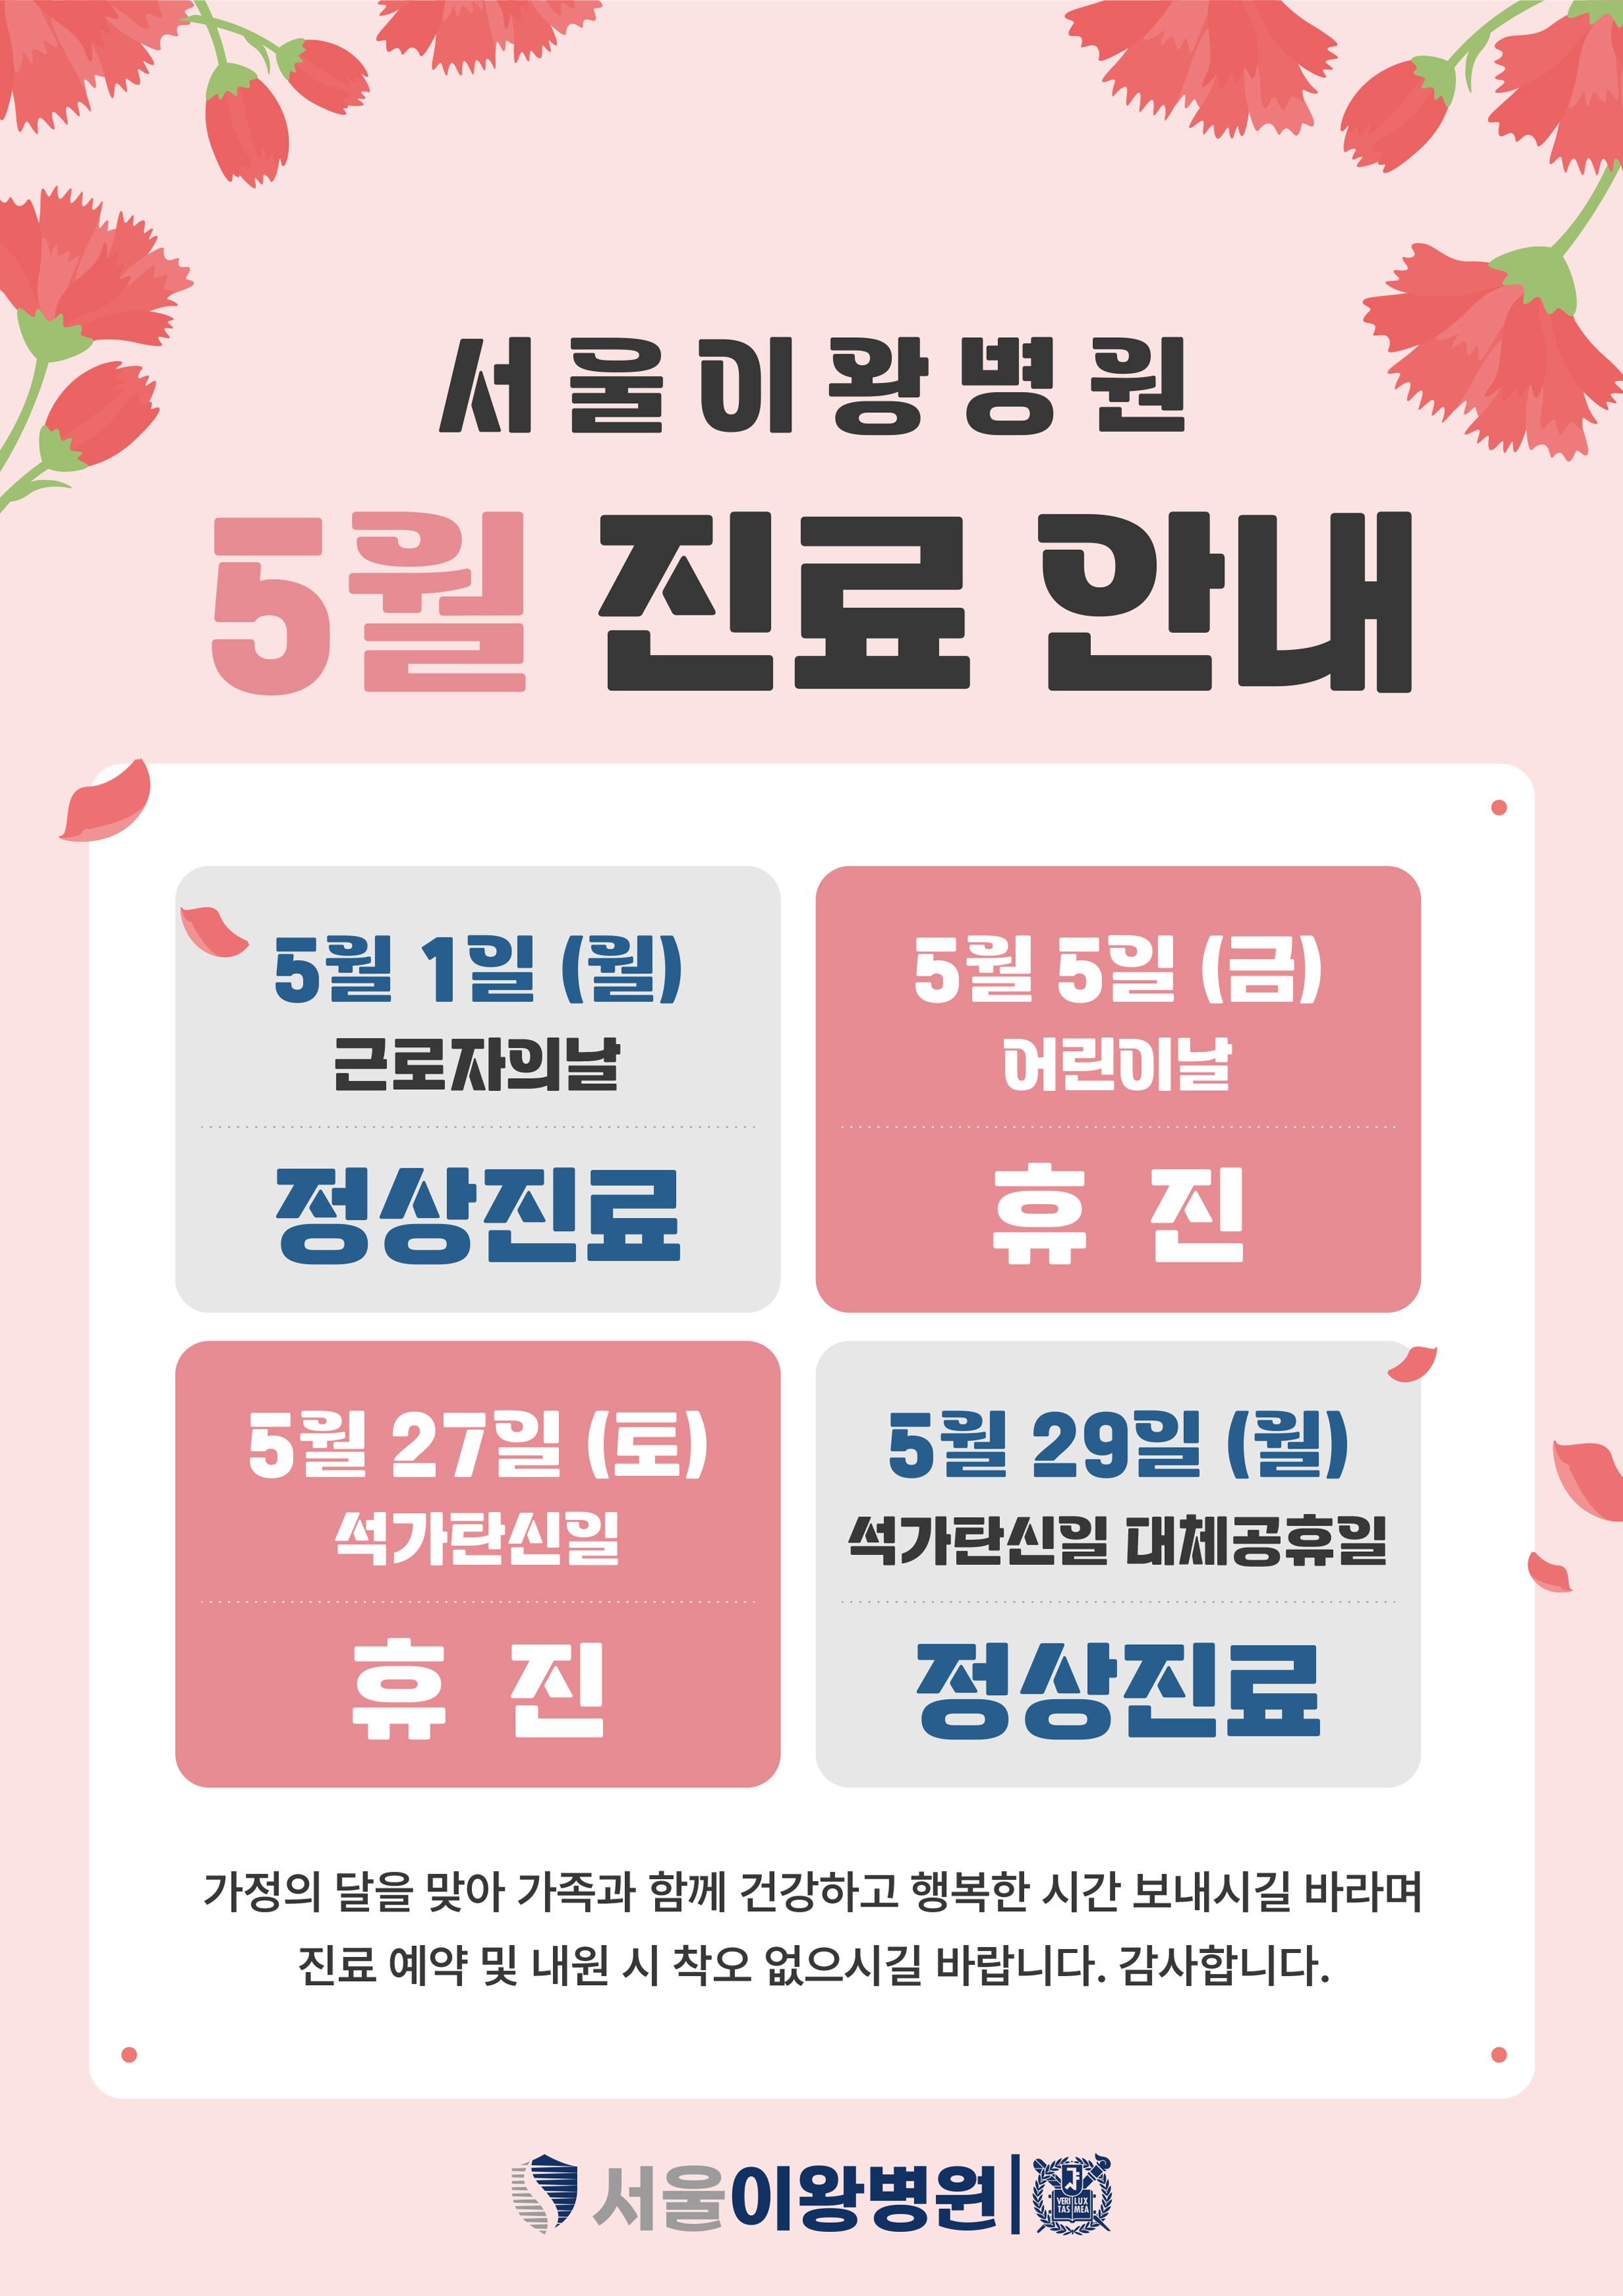 서울이왕병원
5월 진료 안내
5월 1일 (월)
근로자의날
정상진료
5월 5일 (금)
어린이날
휴 진
5월 27일 (토)
석가탄신일
휴 진
5월 29일 (월)
석가탄신일 대체공휴일
정상진료
가정의 달을 맞아 가족과 함께 건강하고 행복한 시간 보내시길 바라며
진료 예약 및 내원 시 착오 없으시길 바랍니다. 감사합니다.
서울이왕병원
VERI LUX
TAS MEA